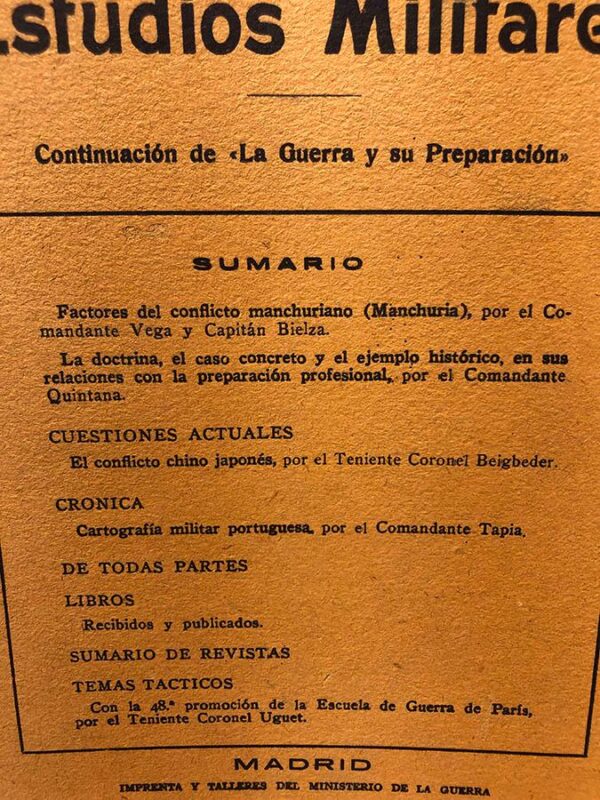 Estudios Militares
Continuación de «La Guerra y su Preparación»
SUMARIO
Factores del conflicto manchuriano (Manchuria), por el Co-
mandante Vega y Capitán Bielza.
La doctrina, el caso concreto y el ejemplo histórico, en sus
relaciones con la preparación profesional, por el Comandante
Quintana.
CUESTIONES ACTUALES
El conflicto chino japonés, por el Teniente Coronel Beigbeder.
CRONICA
Cartografía militar portuguesa, por el Comandante Tapia.
DE TODAS PARTES
LIBROS
Recibidos y publicados.
SUMARIO DE REVISTAS
TEMAS TACTICOS
Con la 48.ª promoción de la Escuela de Guerra de París,
por el Teniente Coronel Uguet.
MADRID
IMPRENTA Y TALLERES DEL MINISTERIO DE LA GUERRA